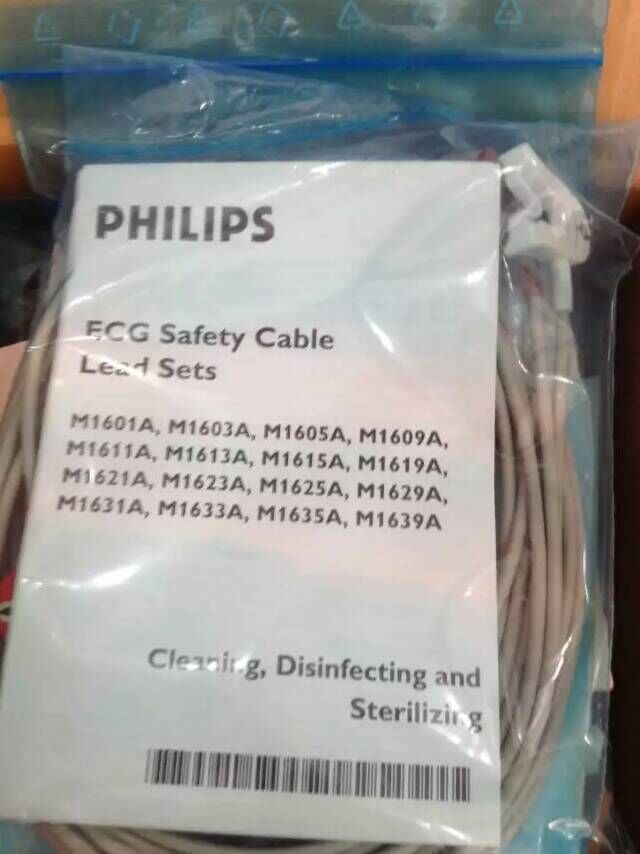 PHILIPS
ECG Safety Cable
Lead Sets
M1601A, M1603A, M1605A, M1609A,
M1611A, M1613A, M1615A, M1619A,
M1621A, M1623A, M1625A, M1629A,
M1631A, M1633A, M1635A, M1639A
Cleaning, Disinfecting and
Sterilizing